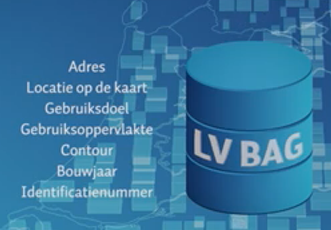 Adres
Locatie op de kaart
Gebruiksdoel
Gebruiksoppervlakte
Contour
Bouwjaar
Identificatienummer
LV BAG